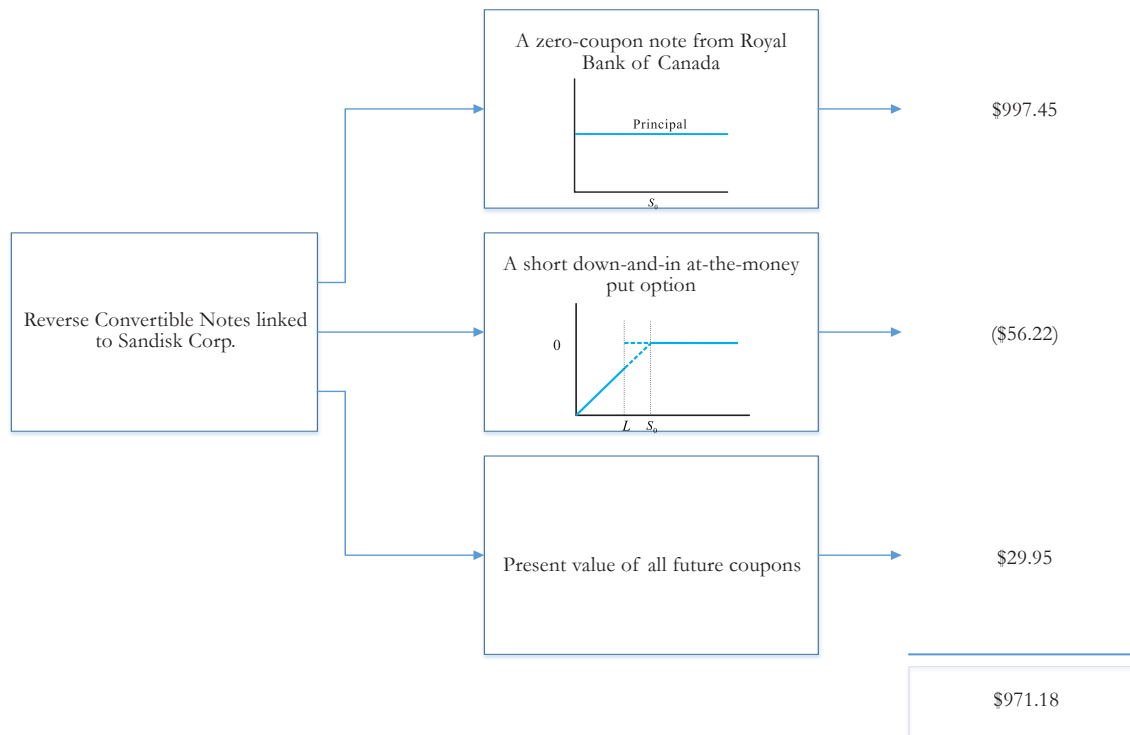 A zero-coupon note from Royal
Bank of Canada
Principal
S₀
$997.45
Reverse Convertible Notes linked
to Sandisk Corp.
A short down-and-in at-the-money
put option
0
L S₀
($56.22)
Present value of all future coupons
$29.95
$971.18